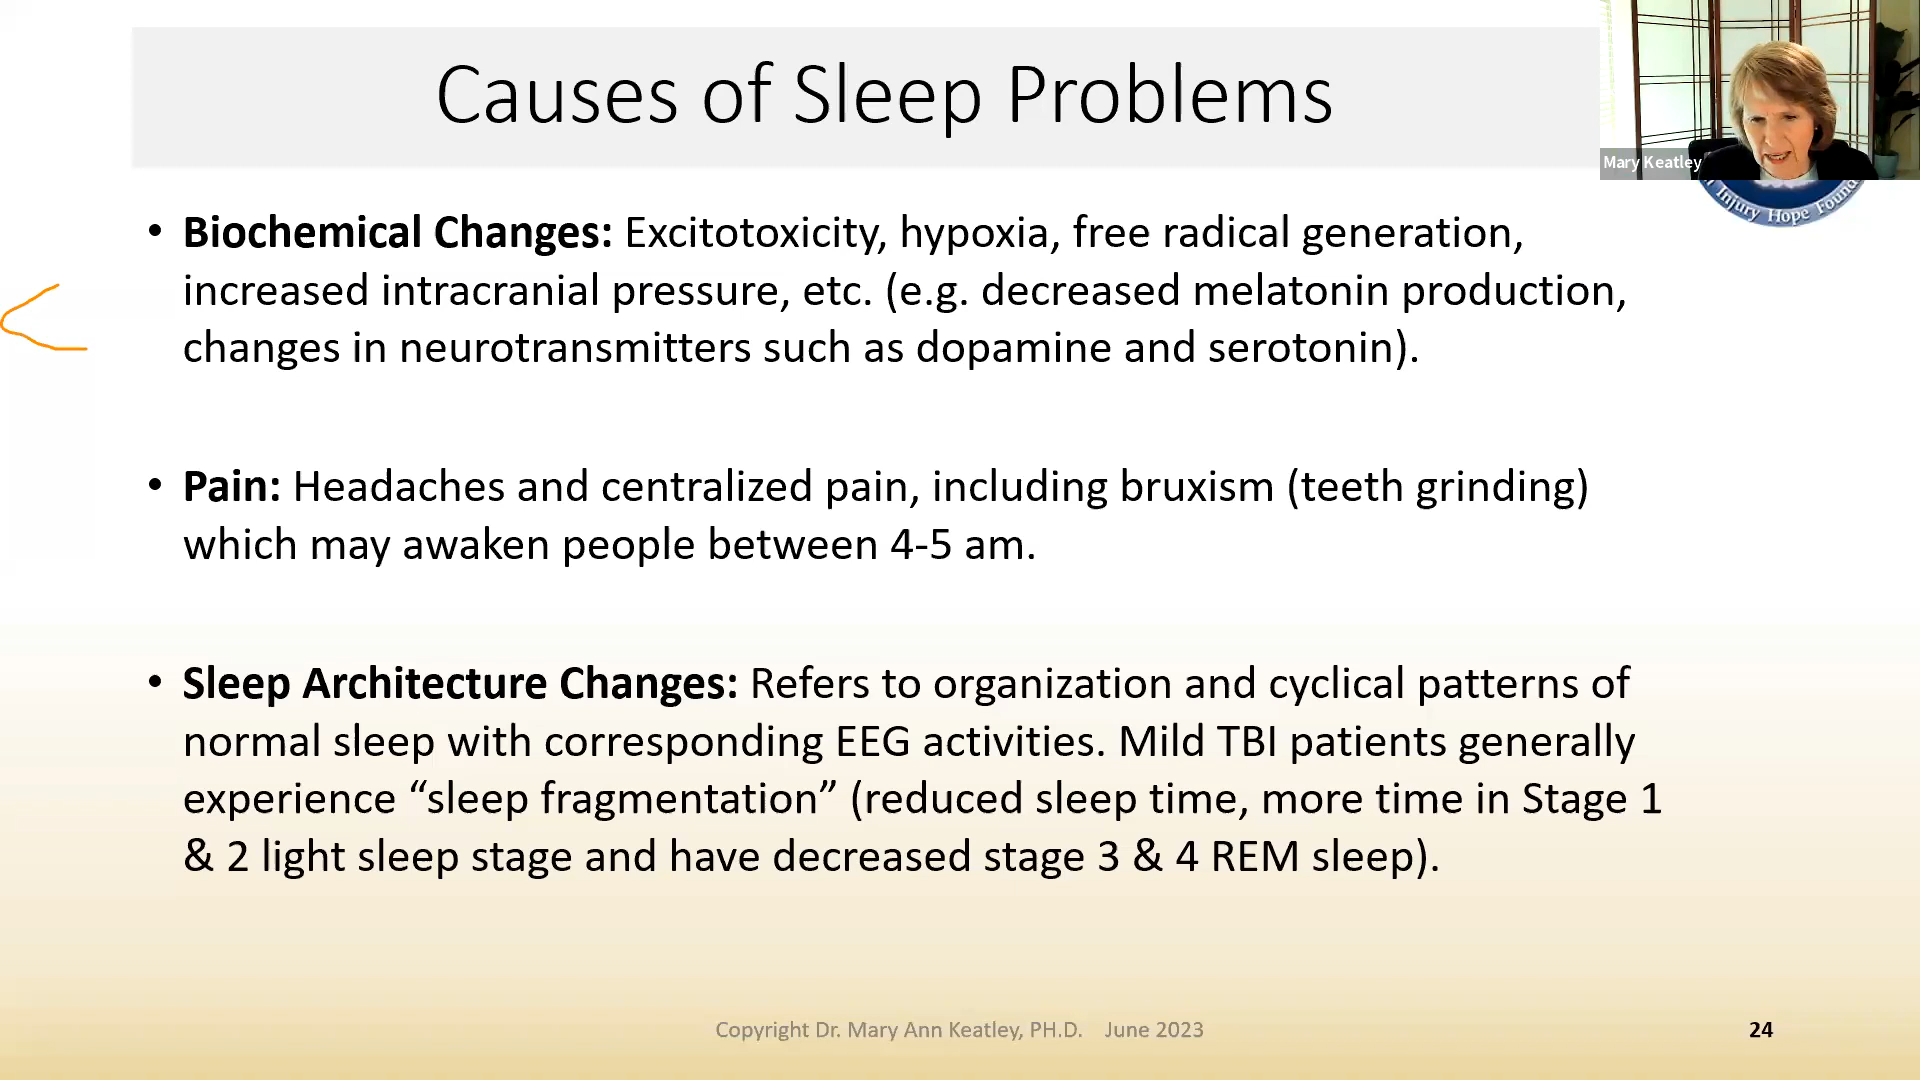 Causes of Sleep Problems
Mary Keatley
Injury Hope
• Biochemical Changes: Excitotoxicity, hypoxia, free radical generation,
increased intracranial pressure, etc. (e.g. decreased melatonin production,
changes in neurotransmitters such as dopamine and serotonin).
• Pain: Headaches and centralized pain, including bruxism (teeth grinding)
which may awaken people between 4-5 am.
• Sleep Architecture Changes: Refers to organization and cyclical patterns of
normal sleep with corresponding EEG activities. Mild TBI patients generally
experience “sleep fragmentation” (reduced sleep time, more time in Stage 1
& 2 light sleep stage and have decreased stage 3 & 4 REM sleep).
Copyright Dr. Mary Ann Keatley, PH.D. June 2023
24